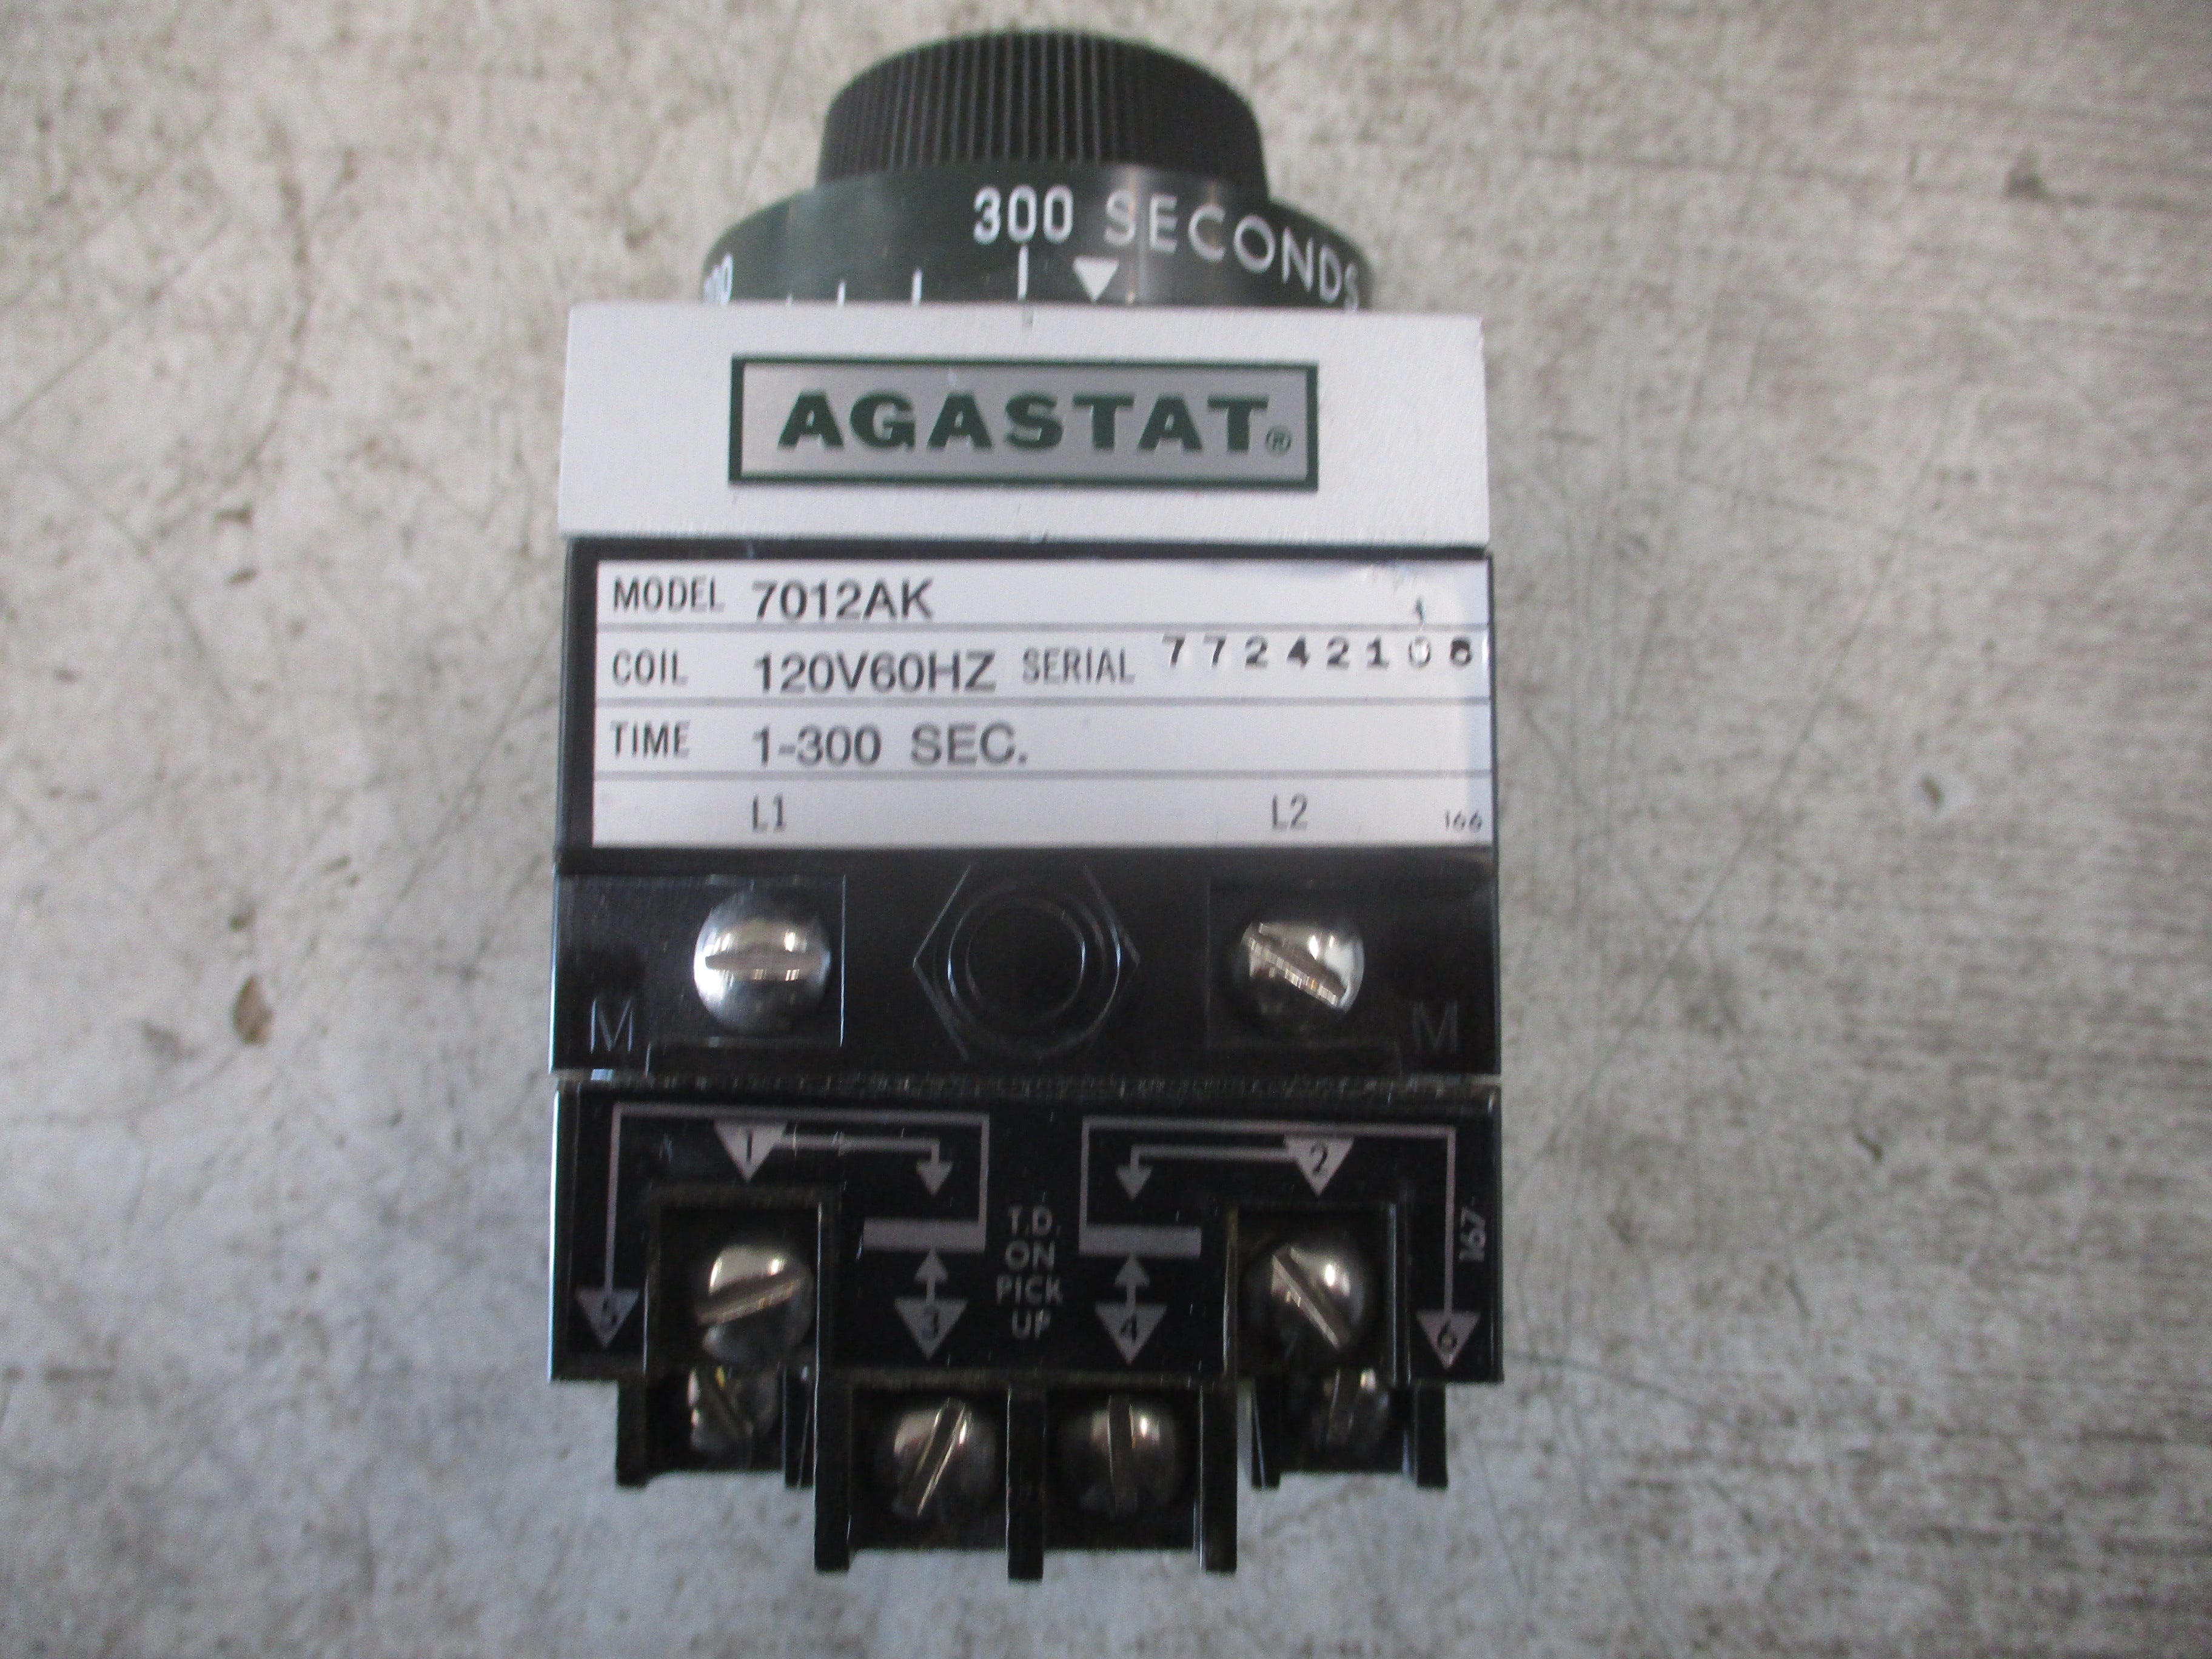 300 SECONDS
AGASTAT®
MODEL 7012AK
COIL 120V60HZ SERIAL 77242108
TIME 1-300 SEC.
L1 L2 166
M M
1 2
T.D.
ON
PICK
UP
167
5 3 4 6